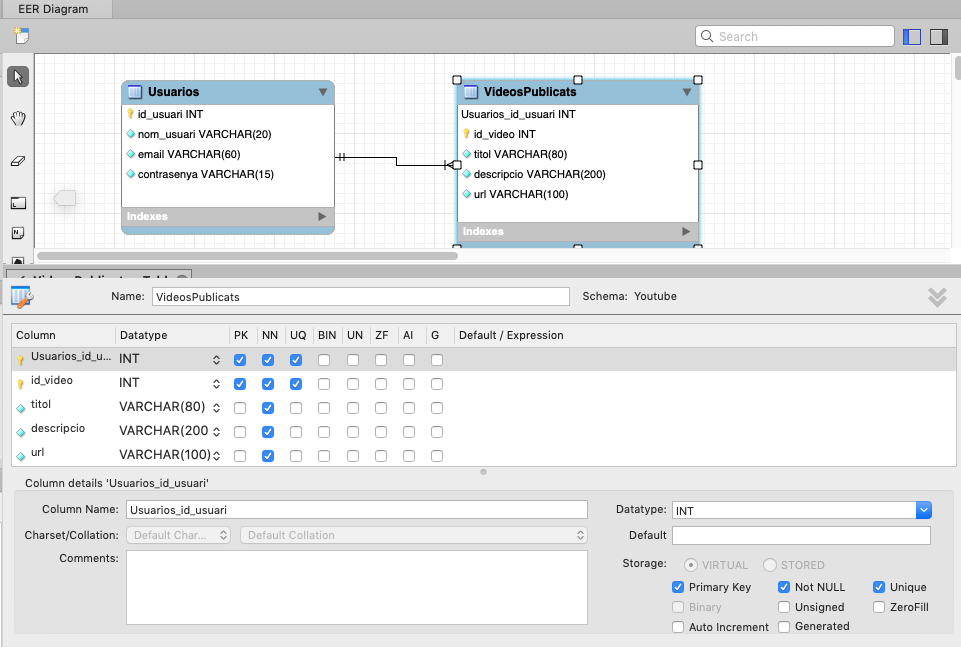 EER Diagram
Search
Usuarios
id_usuari INT
nom_usuari VARCHAR(20)
email VARCHAR(60)
contrasenya VARCHAR(15)
Indexes
VideosPublicats
Usuarios_id_usuari INT
id_video INT
titol VARCHAR(80)
descripcio VARCHAR(200)
url VARCHAR(100)
Indexes
Name: VideosPublicats Schema: Youtube
Column Datatype PK NN UQ BIN UN ZF AI G Default / Expression
Usuarios_id_u... INT
id_video INT
titol VARCHAR(80)
descripcio VARCHAR(200
url VARCHAR(100)
Column details 'Usuarios_id_usuari'
Column Name: Usuarios_id_usuari Datatype: INT
Charset/Collation: Default Char... Default Collation Default
Comments: Storage: VIRTUAL STORED
Primary Key Not NULL Unique
Binary Unsigned ZeroFill
Auto Increment Generated